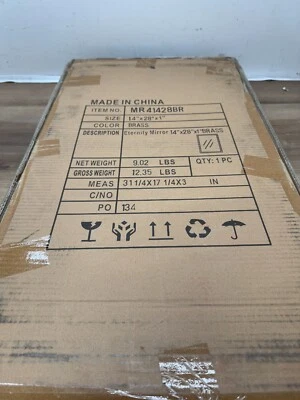 MADE IN CHINA
ITEM NO. MR4142BBR
SIZE 14"x28"x1"
COLOR BRASS
DESCRIPTION Eternity Mirror 14"x28"x1"BRASS
NET WEIGHT 9.02 LBS QTY:1 PC
GROSS WEIGHT 12.35 LBS
MEAS 31 1/4X17 1/4X3 IN
C/NO
PO 134